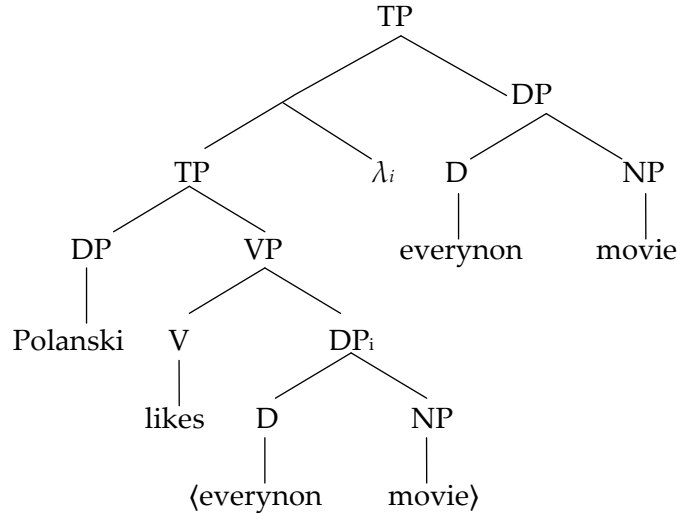 TP
DP
TP λi D NP
DP VP everynon movie
Polanski V DPi
likes D NP
⟨everynon movie⟩